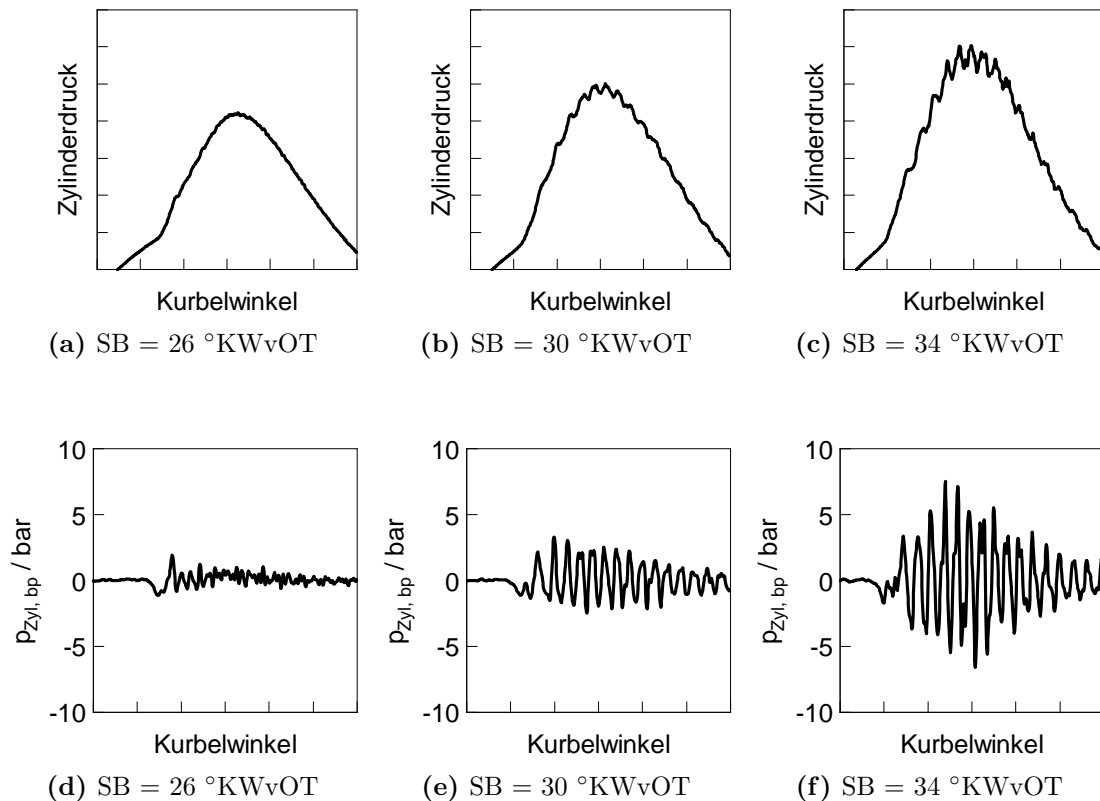 Zylinderdruck
Kurbelwinkel
(a) SB = 26 °KWvOT
Zylinderdruck
Kurbelwinkel
(b) SB = 30 °KWvOT
Zylinderdruck
Kurbelwinkel
(c) SB = 34 °KWvOT
pZyl, bp / bar
10
5
0
-5
-10
Kurbelwinkel
(d) SB = 26 °KWvOT
pZyl, bp / bar
10
5
0
-5
-10
Kurbelwinkel
(e) SB = 30 °KWvOT
pZyl, bp / bar
10
5
0
-5
-10
Kurbelwinkel
(f) SB = 34 °KWvOT